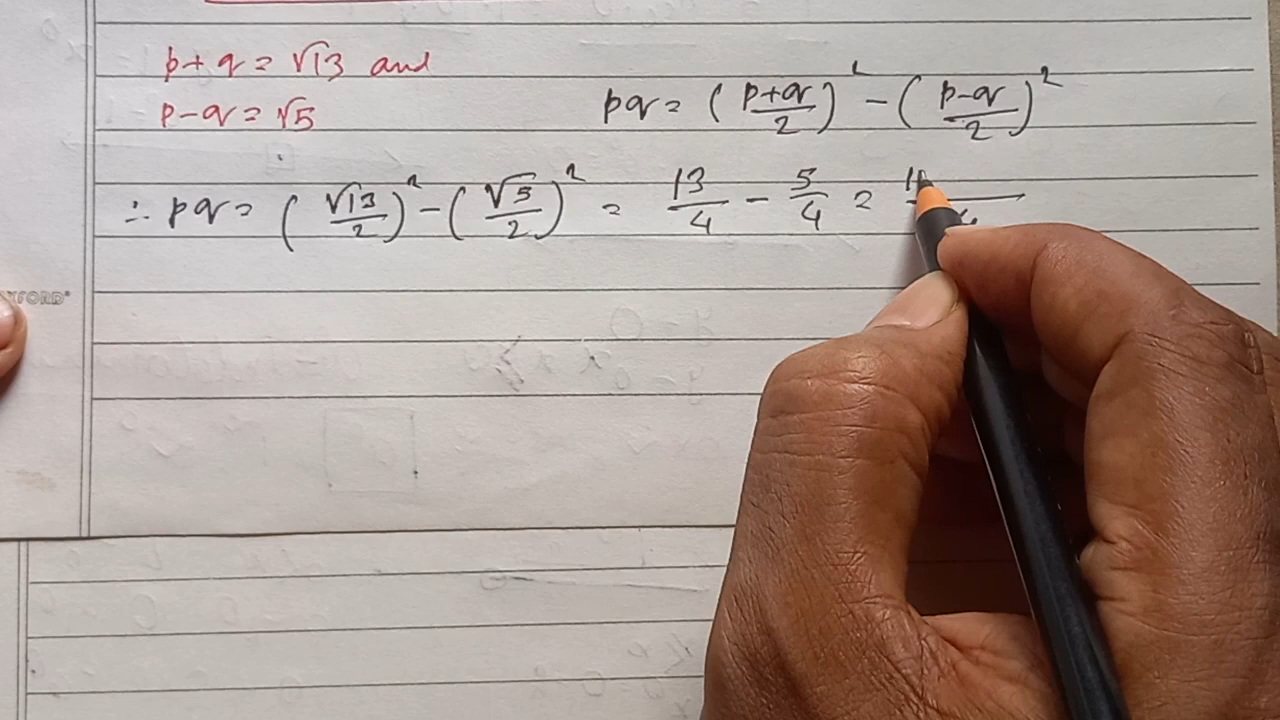 p+q = √13 and
p-q = √5
pq = (p+q/2)² - (p-q/2)²
∴ pq = (√13/2)² - (√5/2)² = 13/4 - 5/4 =